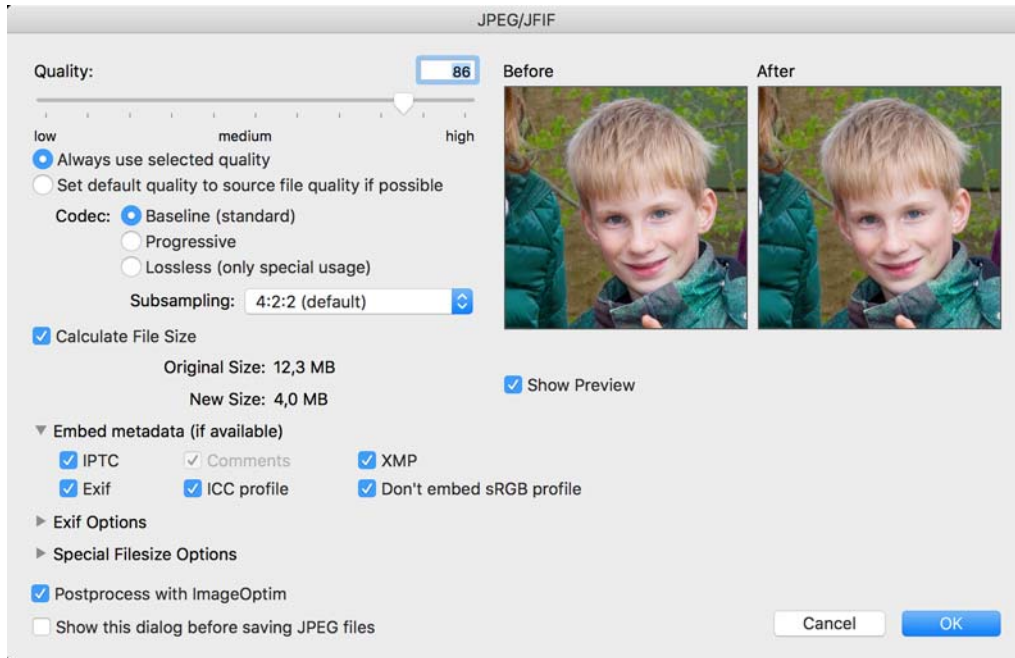 JPEG/JFIF
Quality:
86
low medium high
Always use selected quality
Set default quality to source file quality if possible
Codec: Baseline (standard)
Progressive
Lossless (only special usage)
Subsampling: 4:2:2 (default)
Calculate File Size
Original Size: 12,3 MB
New Size: 4,0 MB
Embed metadata (if available)
IPTC Comments XMP
Exif ICC profile Don't embed sRGB profile
Exif Options
Special Filesize Options
Postprocess with ImageOptim
Show this dialog before saving JPEG files
Before After
Show Preview
Cancel OK